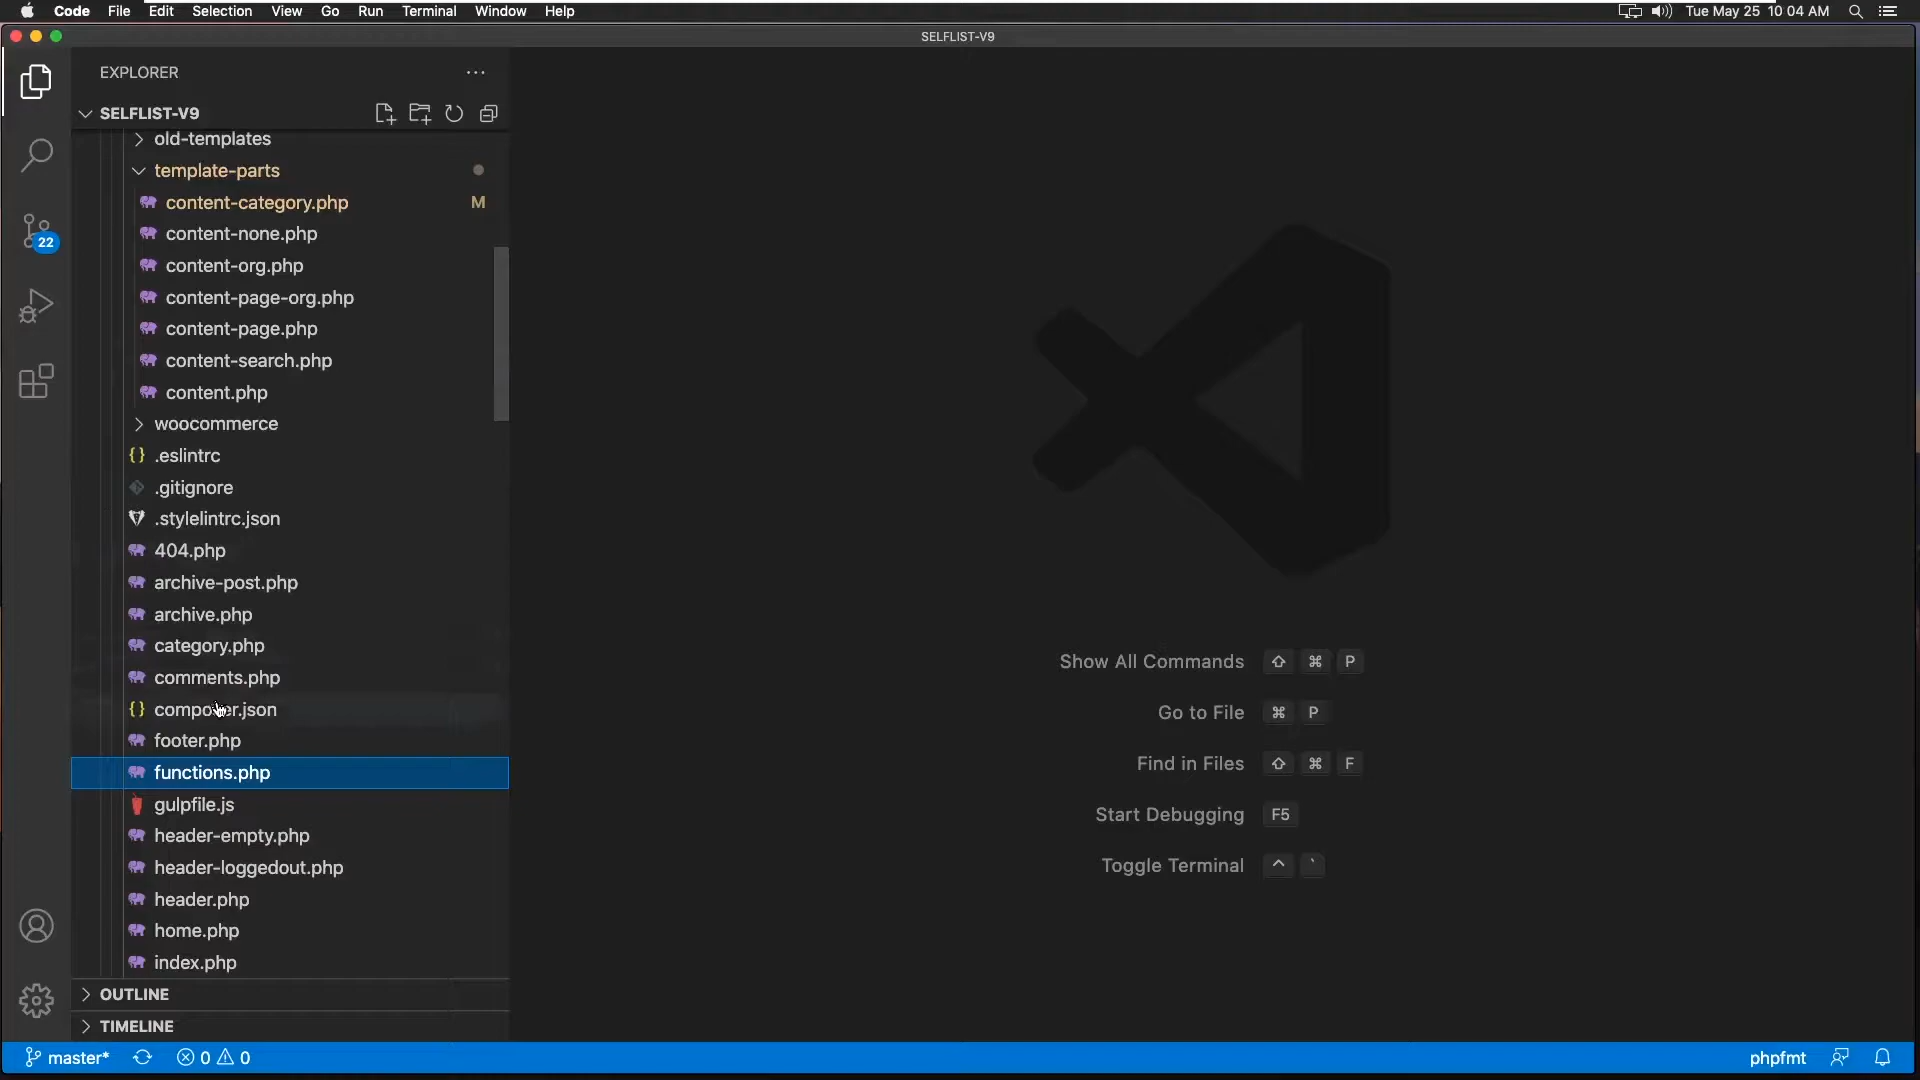 Code File Edit Selection View Go Run Terminal Window Help Tue May 25 10 04 AM
SELFLIST-V9
EXPLORER
SELFLIST-V9
old-templates
template-parts
content-category.php M
content-none.php
content-org.php
content-page-org.php
content-page.php
content-search.php
content.php
woocommerce
{} .eslintrc
.gitignore
.stylelintrc.json
404.php
archive-post.php
archive.php
category.php
comments.php
{} composer.json
footer.php
functions.php
gulpfile.js
header-empty.php
header-loggedout.php
header.php
home.php
index.php
OUTLINE
TIMELINE
22
Show All Commands ⇧ ⌘ P
Go to File ⌘ P
Find in Files ⇧ ⌘ F
Start Debugging F5
Toggle Terminal ^ `
master* 0 0 phpfmt